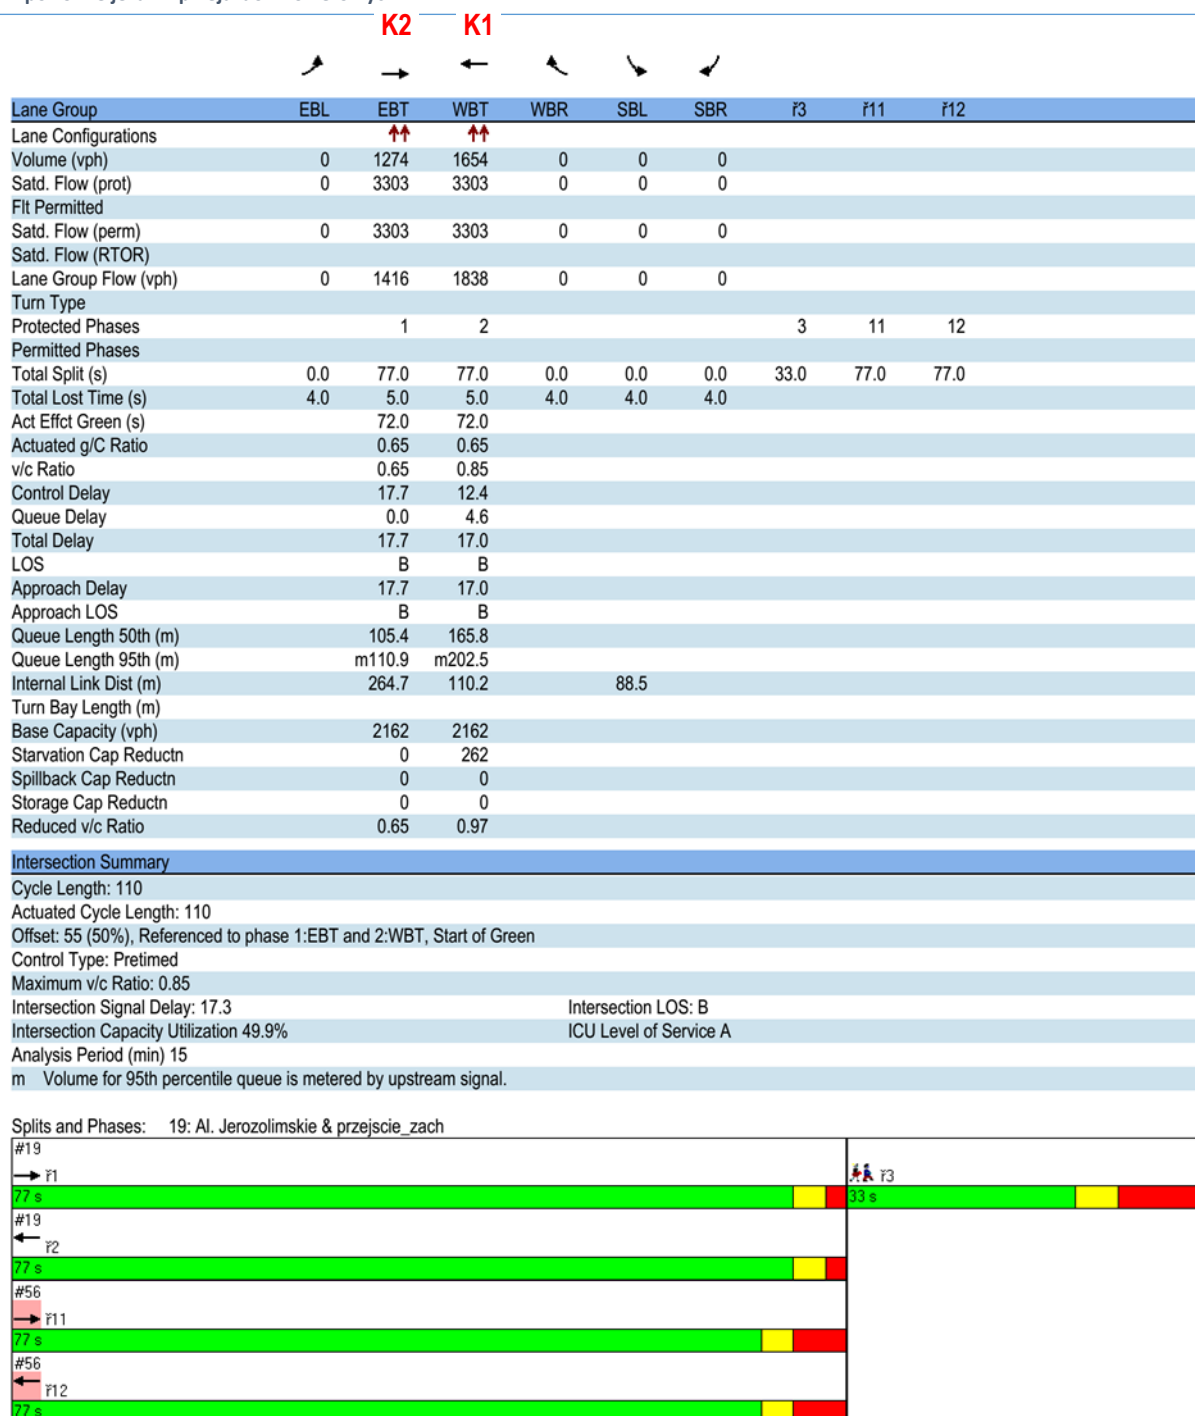 K2 K1
Lane Group EBL EBT WBT WBR SBL SBR ř3 ř11 ř12
Lane Configurations
Volume (vph) 0 1274 1654 0 0 0
Satd. Flow (prot) 0 3303 3303 0 0 0
Flt Permitted
Satd. Flow (perm) 0 3303 3303 0 0 0
Satd. Flow (RTOR)
Lane Group Flow (vph) 0 1416 1838 0 0 0
Turn Type
Protected Phases 1 2 3 11 12
Permitted Phases
Total Split (s) 0.0 77.0 77.0 0.0 0.0 0.0 33.0 77.0 77.0
Total Lost Time (s) 4.0 5.0 5.0 4.0 4.0 4.0
Act Effct Green (s) 72.0 72.0
Actuated g/C Ratio 0.65 0.65
v/c Ratio 0.65 0.85
Control Delay 17.7 12.4
Queue Delay 0.0 4.6
Total Delay 17.7 17.0
LOS B B
Approach Delay 17.7 17.0
Approach LOS B B
Queue Length 50th (m) 105.4 165.8
Queue Length 95th (m) m110.9 m202.5
Internal Link Dist (m) 264.7 110.2 88.5
Turn Bay Length (m)
Base Capacity (vph) 2162 2162
Starvation Cap Reductn 0 262
Spillback Cap Reductn 0 0
Storage Cap Reductn 0 0
Reduced v/c Ratio 0.65 0.97
Intersection Summary
Cycle Length: 110
Actuated Cycle Length: 110
Offset: 55 (50%), Referenced to phase 1:EBT and 2:WBT, Start of Green
Control Type: Pretimed
Maximum v/c Ratio: 0.85
Intersection Signal Delay: 17.3 Intersection LOS: B
Intersection Capacity Utilization 49.9% ICU Level of Service A
Analysis Period (min) 15
m Volume for 95th percentile queue is metered by upstream signal.
Splits and Phases: 19: Al. Jerozolimskie & przejscie_zach
#19
ř1 ř3
77 s 33 s
#19
ř2
77 s
#56
ř11
77 s
#56
ř12
77 s